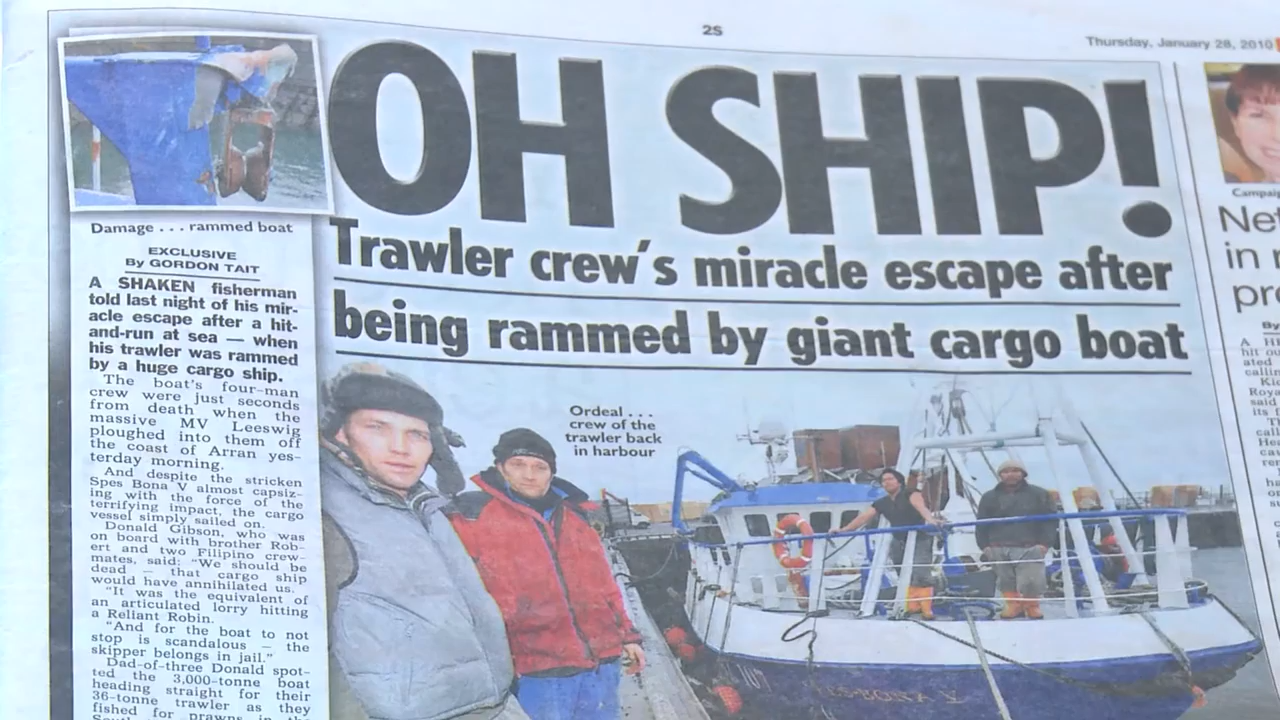 2S
Thursday, January 28, 2010
OH SHIP!
Trawler crew's miracle escape after
being rammed by giant cargo boat
Damage . . . rammed boat
EXCLUSIVE
By GORDON TAIT
A SHAKEN fisherman
told last night of his mir-
acle escape after a hit-
and-run at sea — when
his trawler was rammed
by a huge cargo ship.
The boat's four-man
crew were just seconds
from death when the
massive MV Leeswig
ploughed into them off
the coast of Arran yes-
terday morning.
And despite the stricken
Spes Bona V almost capsiz-
ing with the force of the
terrifying impact, the cargo
vessel simply sailed on.
Donald Gibson, who was
on board with brother Rob-
ert and two Filipino crew-
mates, said: "We should be
dead — that cargo ship
would have annihilated us.
"It was the equivalent of
an articulated lorry hitting
a Reliant Robin.
"And for the boat to not
stop is scandalous — the
skipper belongs in jail."
Dad-of-three Donald spot-
ted the 3,000-tonne boat
heading straight for their
36-tonne trawler as they
fished for prawns in the
Ordeal . . .
crew of the
trawler back
in harbour
BONA V
in
By
A
hit